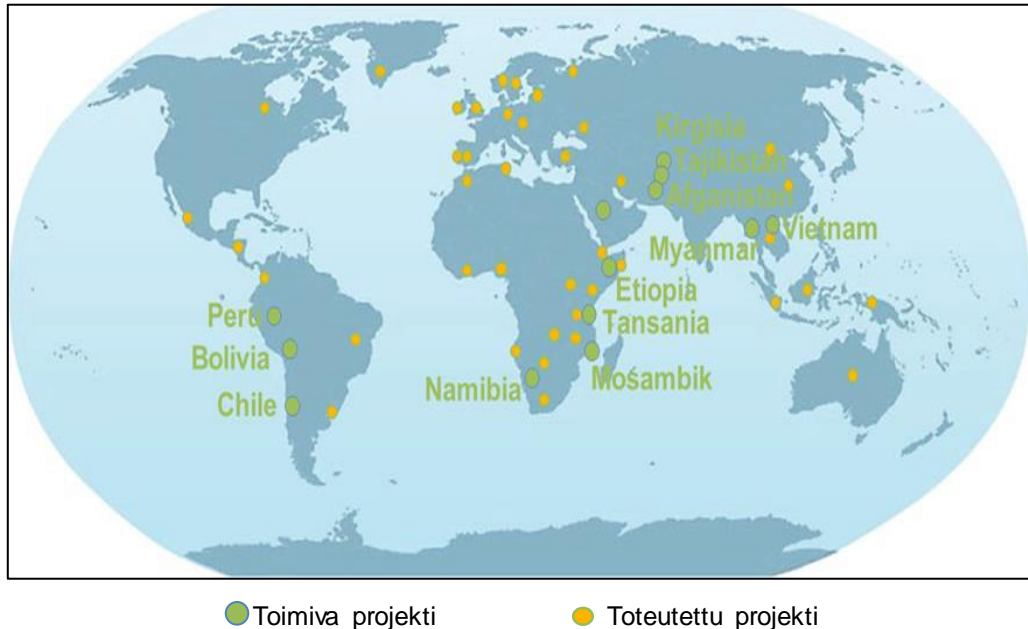 Kirgisia
Tajikistan
Afganistan
Vietnam
Myanmar
Etiopia
Peru
Tansania
Bolivia
Mosambik
Namibia
Chile
Toimiva projekti
Toteutettu projekti